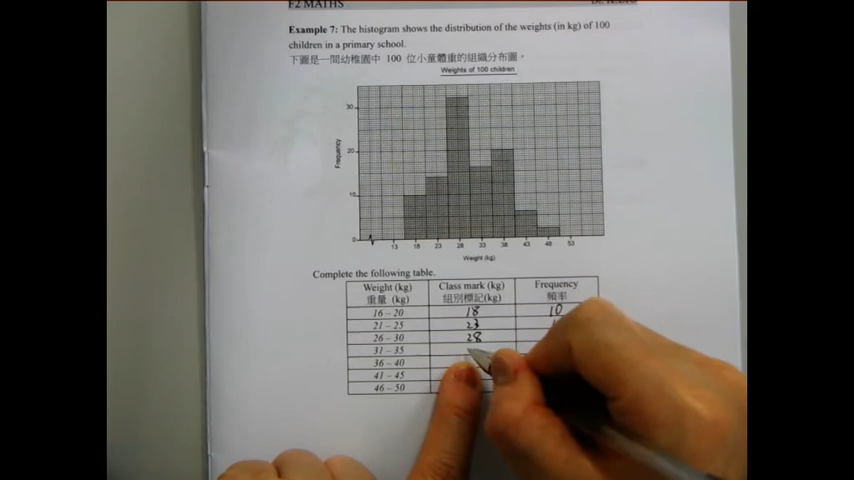 F2 MATHS
Example 7: The histogram shows the distribution of the weights (in kg) of 100
children in a primary school.
下圖是一間幼稚園中 100 位小童體重的組織分布圖。
Weights of 100 children
Frequency
30
20
10
0
13 18 23 28 33 38 43 48 53
Weight (kg)
Complete the following table.
Weight (kg) Class mark (kg) Frequency
重量 (kg) 組別標記(kg) 頻率
16 – 20 18 10
21 – 25 23
26 – 30 28
31 – 35
36 – 40
41 – 45
46 – 50